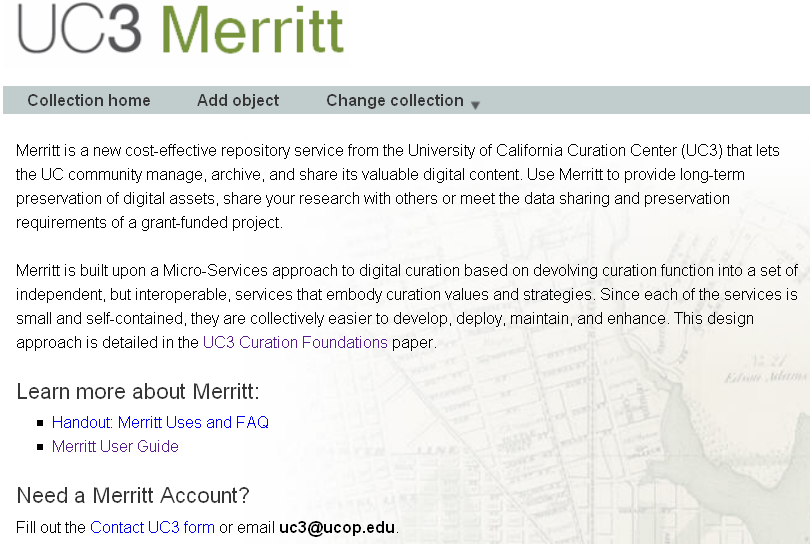 UC3 Merritt
Collection home Add object Change collection
Merritt is a new cost-effective repository service from the University of California Curation Center (UC3) that lets
the UC community manage, archive, and share its valuable digital content. Use Merritt to provide long-term
preservation of digital assets, share your research with others or meet the data sharing and preservation
requirements of a grant-funded project.
Merritt is built upon a Micro-Services approach to digital curation based on devolving curation function into a set of
independent, but interoperable, services that embody curation values and strategies. Since each of the services is
small and self-contained, they are collectively easier to develop, deploy, maintain, and enhance. This design
approach is detailed in the UC3 Curation Foundations paper.
Edson Adams
Learn more about Merritt:
Handout: Merritt Uses and FAQ
Merritt User Guide
Need a Merritt Account?
Fill out the Contact UC3 form or email uc3@ucop.edu.